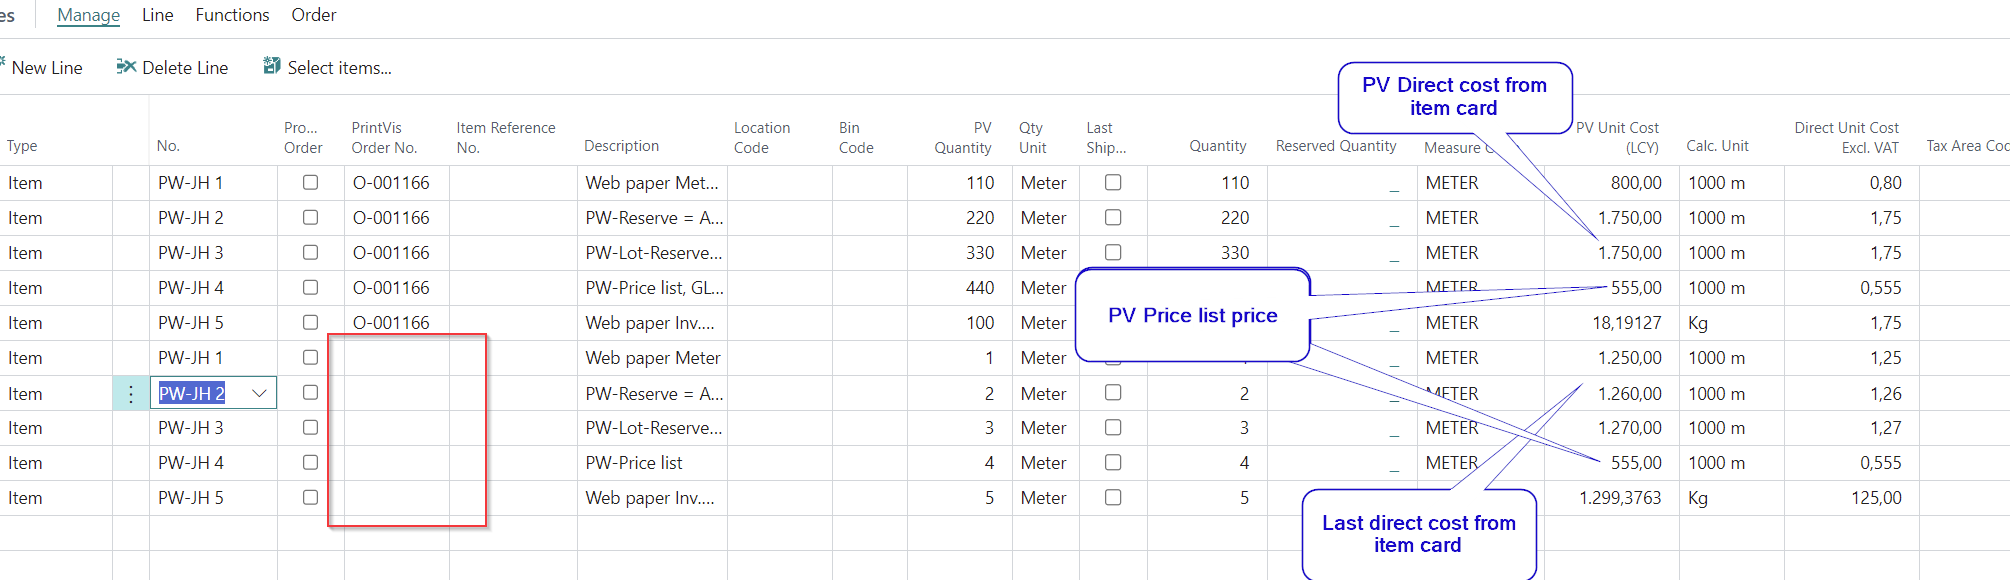 es Manage Line Functions Order
New Line Delete Line Select items...
PV Direct cost from
item card
Type No. Pro...
Order PrintVis
Order No. Item Reference
No. Description Location
Code Bin
Code PV
Quantity Qty
Unit Last
Ship... Quantity Reserved Quantity Measure PV Unit Cost
(LCY) Calc. Unit Direct Unit Cost
Excl. VAT Tax Area Coc
Item PW-JH 1 O-001166 Web paper Met... 110 Meter 110 _ METER 800,00 1000 m 0,80
Item PW-JH 2 O-001166 PW-Reserve = A... 220 Meter 220 _ METER 1.750,00 1000 m 1,75
Item PW-JH 3 O-001166 PW-Lot-Reserve... 330 Meter 330 _ METER 1.750,00 1000 m 1,75
Item PW-JH 4 O-001166 PW-Price list, GL... 440 Meter METER 555,00 1000 m 0,555
PV Price list price
Item PW-JH 5 O-001166 Web paper Inv.... 100 Meter _ METER 18,19127 Kg 1,75
Item PW-JH 1 Web paper Meter 1 Meter _ METER 1.250,00 1000 m 1,25
Item PW-JH 2 PW-Reserve = A... 2 Meter 2 _ METER 1.260,00 1000 m 1,26
Item PW-JH 3 PW-Lot-Reserve... 3 Meter 3 _ METER 1.270,00 1000 m 1,27
Item PW-JH 4 PW-Price list 4 Meter 4 _ METER 555,00 1000 m 0,555
Item PW-JH 5 Web paper Inv.... 5 Meter 5 _ 1.299,3763 Kg 125,00
Last direct cost from
item card